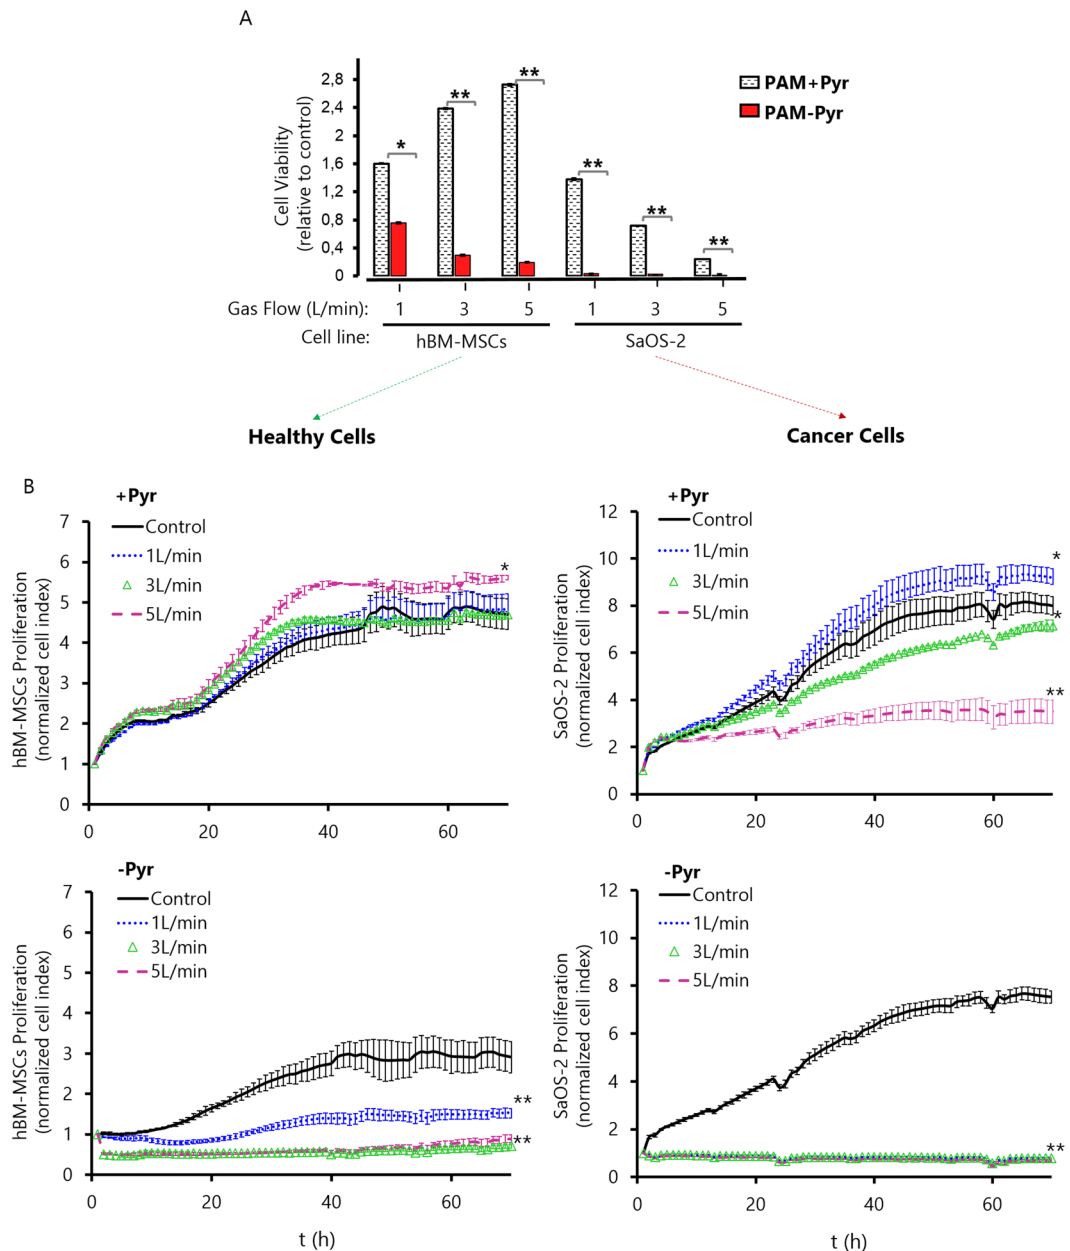 A
Cell Viability
(relative to control)
2,8
2,4
2
1,6
1,2
0,8
0,4
0
*
**
**
**
**
**
PAM+Pyr
PAM-Pyr
Gas Flow (L/min): 1 3 5 1 3 5
Cell line: hBM-MSCs SaOS-2
Healthy Cells Cancer Cells
B
+Pyr
Control
1L/min
3L/min
5L/min
hBM-MSCs Proliferation
(normalized cell index)
7
6
5
4
3
2
1
0
0 20 40 60
*
+Pyr
Control
1L/min
3L/min
5L/min
SaOS-2 Proliferation
(normalized cell index)
12
10
8
6
4
2
0
0 20 40 60
*
*
**
-Pyr
Control
1L/min
3L/min
5L/min
hBM-MSCs Proliferation
(normalized cell index)
7
6
5
4
3
2
1
0
0 20 40 60
t (h)
**
**
-Pyr
Control
1L/min
3L/min
5L/min
SaOS-2 Proliferation
(normalized cell index)
12
10
8
6
4
2
0
0 20 40 60
t (h)
**